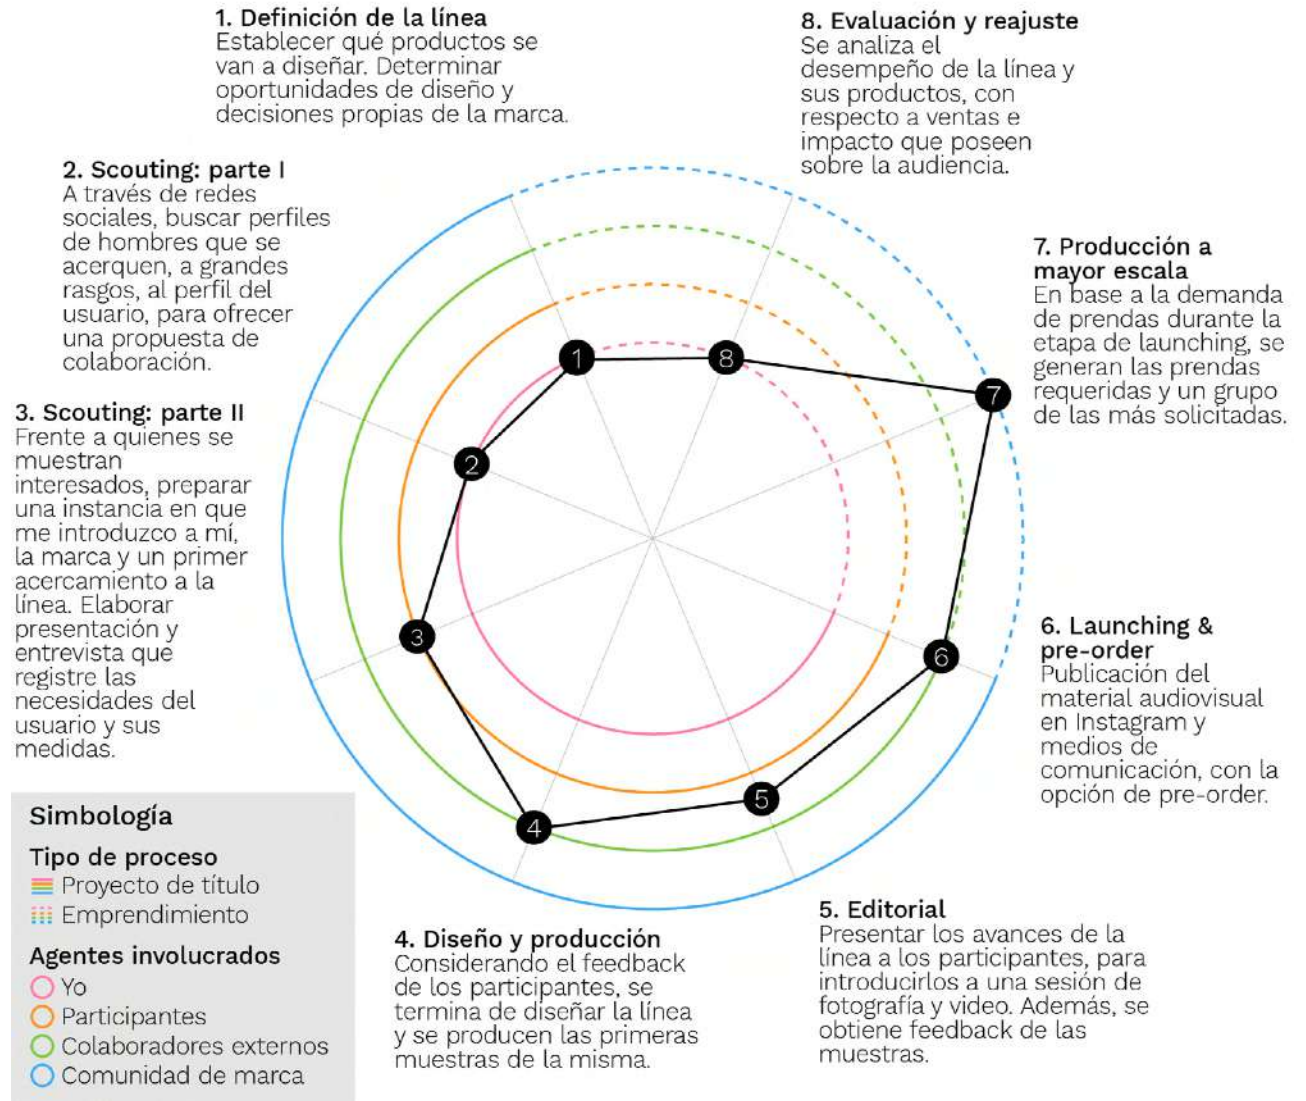 1. Definición de la línea
Establecer qué productos se
van a diseñar. Determinar
oportunidades de diseño y
decisiones propias de la marca.
2. Scouting: parte I
A través de redes
sociales, buscar perfiles
de hombres que se
acerquen, a grandes
rasgos, al perfil del
usuario, para ofrecer
una propuesta de
colaboración.
3. Scouting: parte II
Frente a quienes se
muestran
interesados, preparar
una instancia en que
me introduzco a mí,
la marca y un primer
acercamiento a la
línea. Elaborar
presentación y
entrevista que
registre las
necesidades del
usuario y sus
medidas.
4. Diseño y producción
Considerando el feedback
de los participantes, se
termina de diseñar la línea
y se producen las primeras
muestras de la misma.
5. Editorial
Presentar los avances de la
línea a los participantes, para
introducirlos a una sesión de
fotografía y video. Además, se
obtiene feedback de las
muestras.
6. Launching &
pre-order
Publicación del
material audiovisual
en Instagram y
medios de
comunicación, con la
opción de pre-order.
7. Producción a
mayor escala
En base a la demanda
de prendas durante la
etapa de launching, se
generan las prendas
requeridas y un grupo
de las más solicitadas.
8. Evaluación y reajuste
Se analiza el
desempeño de la línea y
sus productos, con
respecto a ventas e
impacto que poseen
sobre la audiencia.
1
2
3
4
5
6
7
8
Simbología
Tipo de proceso
Proyecto de título
Emprendimiento
Agentes involucrados
Yo
Participantes
Colaboradores externos
Comunidad de marca